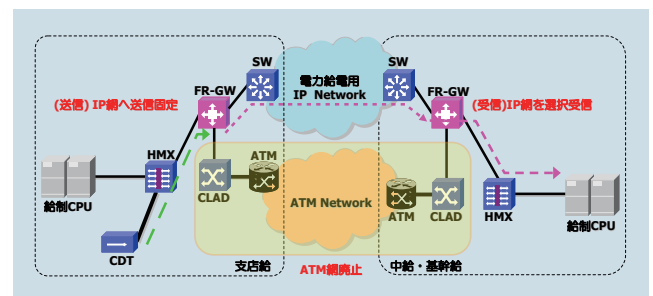 SW
電力給電用
IP Network
SW
FR-GW
FR-GW
(送信) IP網へ送信固定
(受信)IP網を選択受信
HMX
ATM
CLAD
ATM Network
ATM
CLAD
HMX
給制CPU
給制CPU
CDT
支店給
ATM網廃止
中給・基幹給